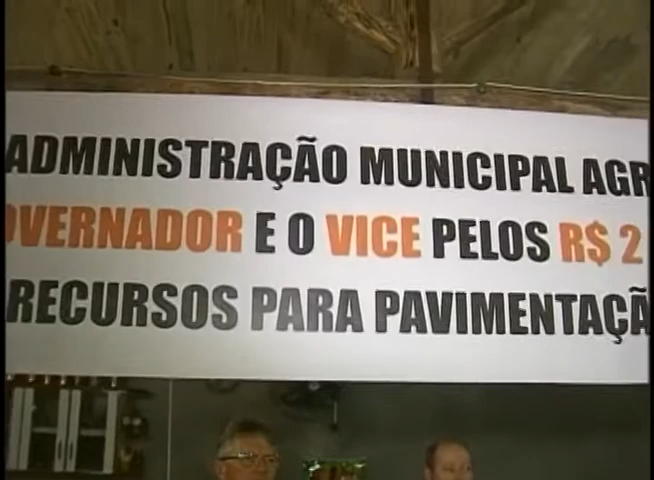 ADMINISTRAÇÃO MUNICIPAL AGR
OVERNADOR E O VICE PELOS R$ 2
RECURSOS PARA PAVIMENTAÇÃ